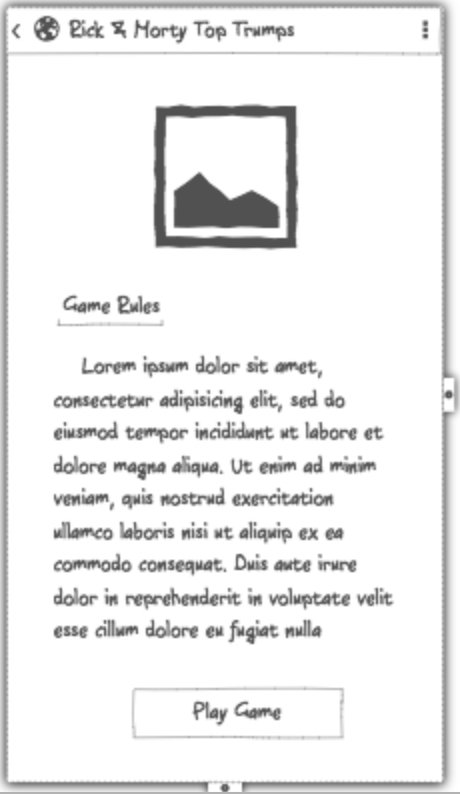 Rick & Morty Top Trumps
Game Rules
Lorem ipsum dolor sit amet,
consectetur adipisicing elit, sed do
eiusmod tempor incididunt ut labore et
dolore magna aliqua. Ut enim ad minim
veniam, quis nostrud exercitation
ullamco laboris nisi ut aliquip ex ea
commodo consequat. Duis aute irure
dolor in reprehenderit in voluptate velit
esse cillum dolore eu fugiat nulla
Play Game